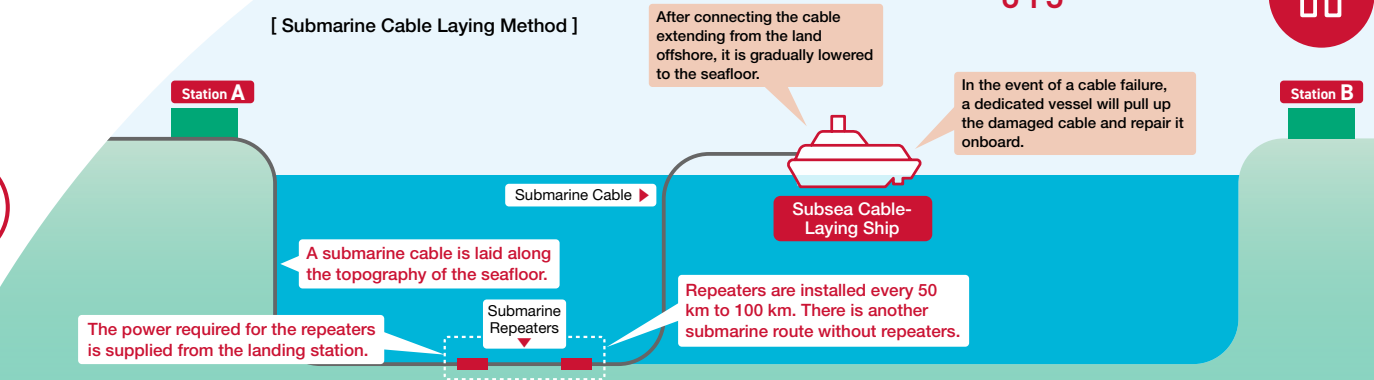 [ Submarine Cable Laying Method ]
After connecting the cable
extending from the land
offshore, it is gradually lowered
to the seafloor.
In the event of a cable failure,
a dedicated vessel will pull up
the damaged cable and repair it
onboard.
Station A
Station B
Submarine Cable
Subsea Cable-
Laying Ship
A submarine cable is laid along
the topography of the seafloor.
Submarine
Repeaters
Repeaters are installed every 50
km to 100 km. There is another
submarine route without repeaters.
The power required for the repeaters
is supplied from the landing station.